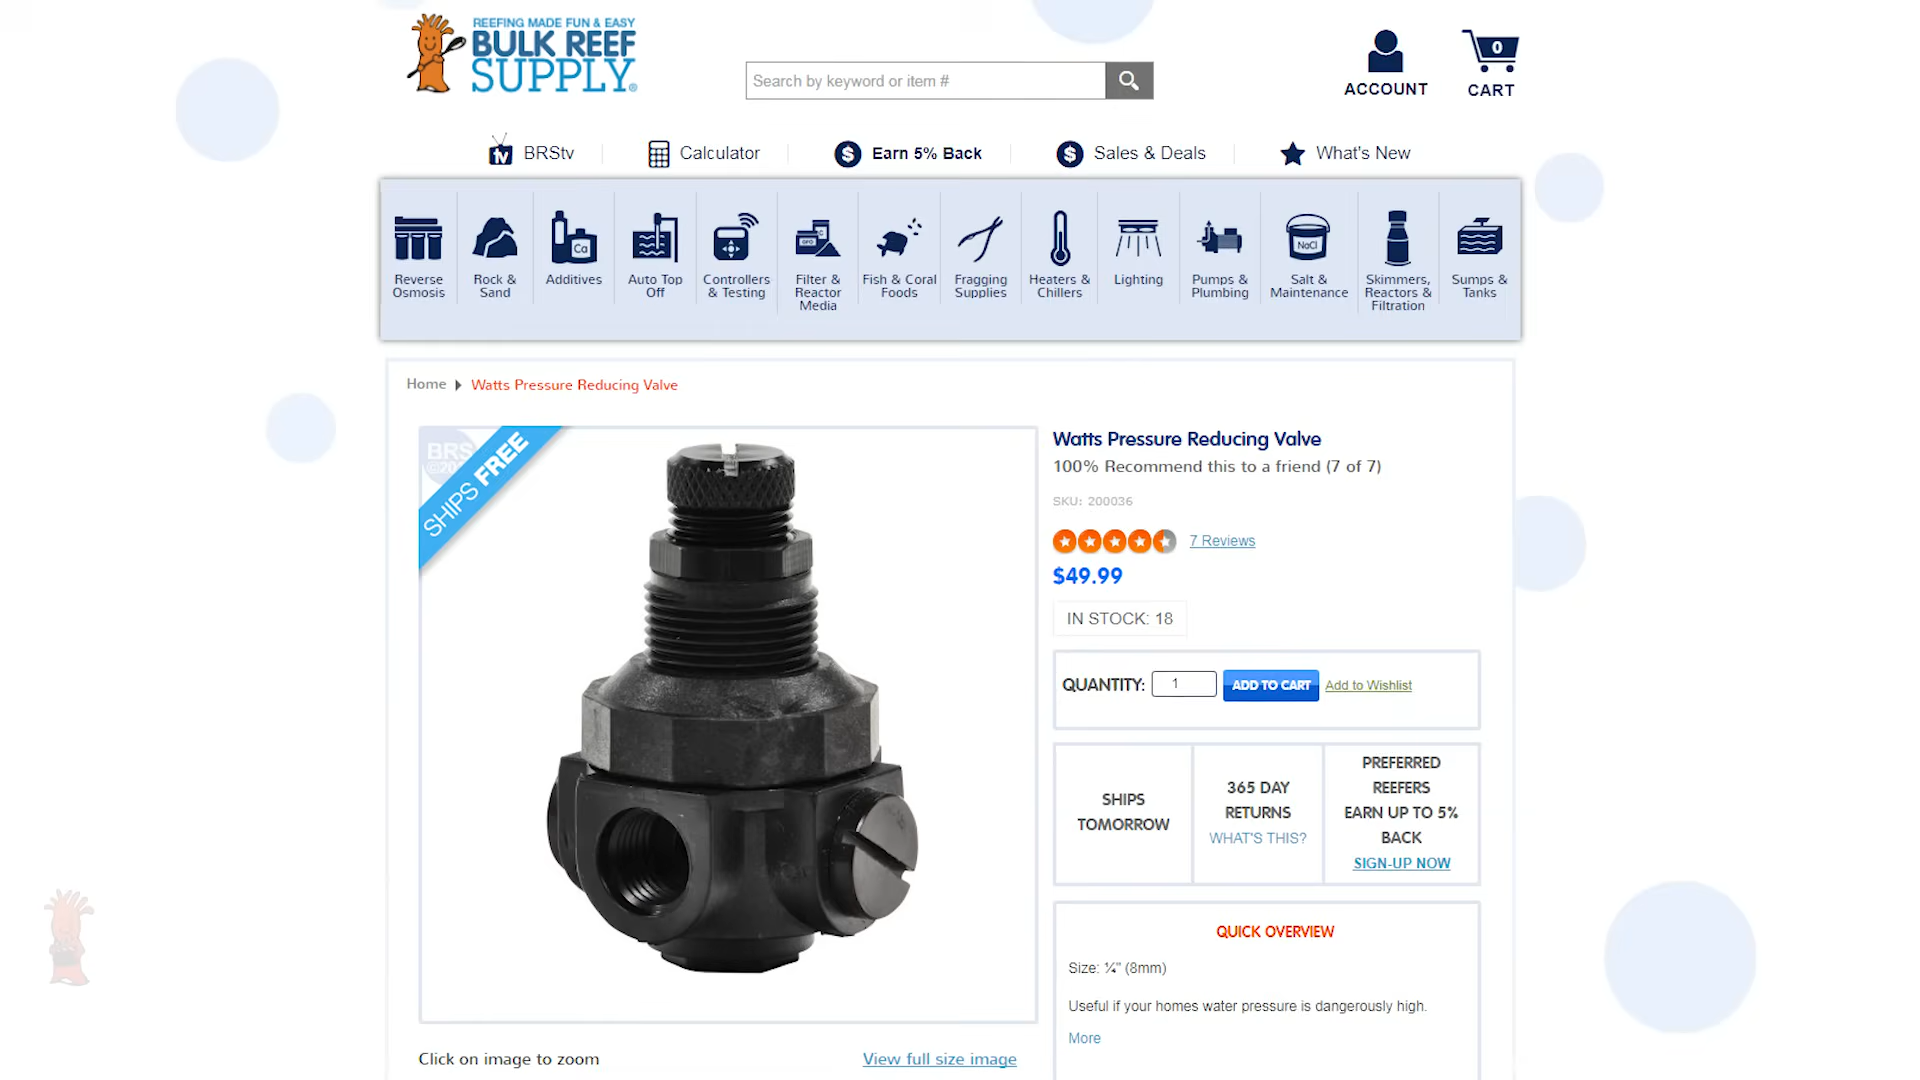 REEFING MADE FUN & EASY
BULK REEF
SUPPLY®
Search by keyword or item #
ACCOUNT
0
CART
tv
BRStv
Calculator
$
Earn 5% Back
$
Sales & Deals
What's New
Reverse
Osmosis
Rock &
Sand
Ca
Additives
Auto Top
Off
Controllers
& Testing
GFO
C
Filter &
Reactor
Media
Fish & Coral
Foods
Fragging
Supplies
Heaters &
Chillers
Lighting
Pumps &
Plumbing
NaCl
Salt &
Maintenance
Skimmers,
Reactors &
Filtration
Sumps &
Tanks
Home
Watts Pressure Reducing Valve
BRS
©20
SHIPS FREE
Watts Pressure Reducing Valve
100% Recommend this to a friend (7 of 7)
SKU: 200036
7 Reviews
$49.99
IN STOCK: 18
QUANTITY:
1
ADD TO CART
Add to Wishlist
SHIPS
TOMORROW
365 DAY
RETURNS
WHAT'S THIS?
PREFERRED
REEFERS
EARN UP TO 5%
BACK
SIGN-UP NOW
QUICK OVERVIEW
Size: ¼" (8mm)
Useful if your homes water pressure is dangerously high.
More
Click on image to zoom
View full size image